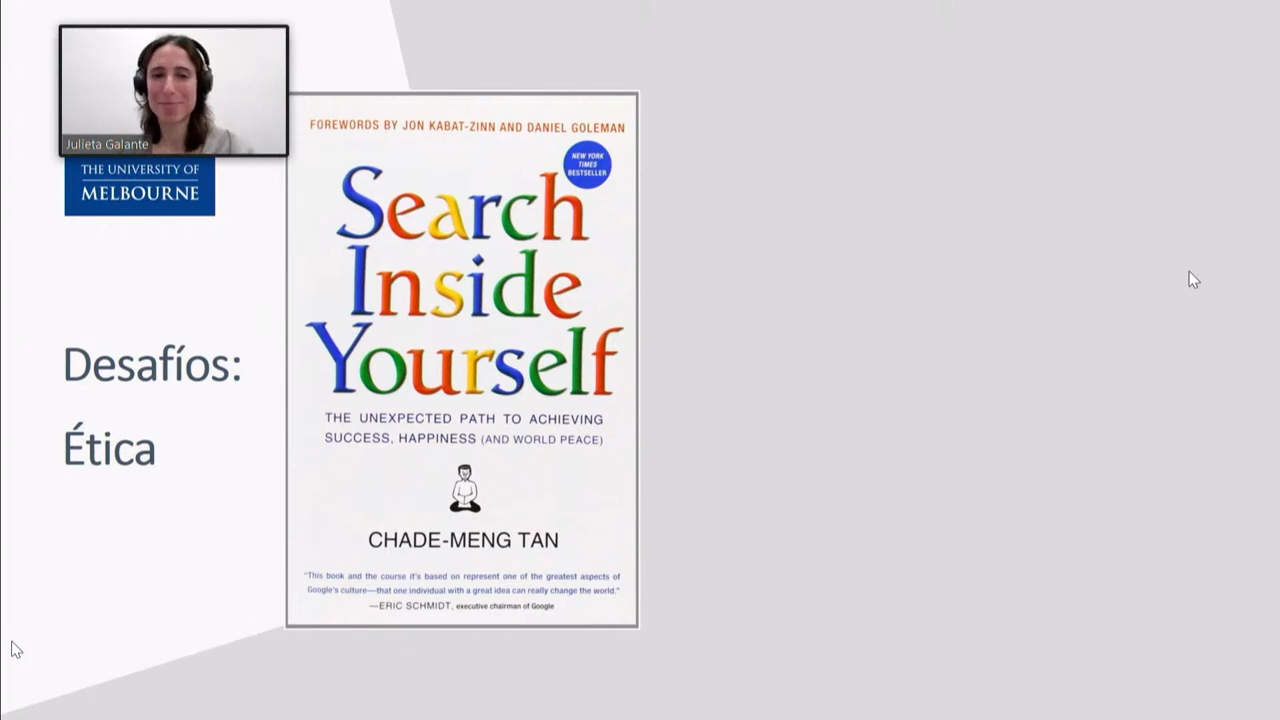 Julieta Galante
THE UNIVERSITY OF
MELBOURNE
Desafíos:
Ética
FOREWORDS BY JON KABAT-ZINN AND DANIEL GOLEMAN
NEW YORK
TIMES
BESTSELLER
Search
Inside
Yourself
THE UNEXPECTED PATH TO ACHIEVING
SUCCESS, HAPPINESS (AND WORLD PEACE)
CHADE-MENG TAN
"This book and the course it's based on represent one of the greatest aspects of
Google's culture—that one individual with a great idea can really change the world."
—ERIC SCHMIDT, executive chairman of Google